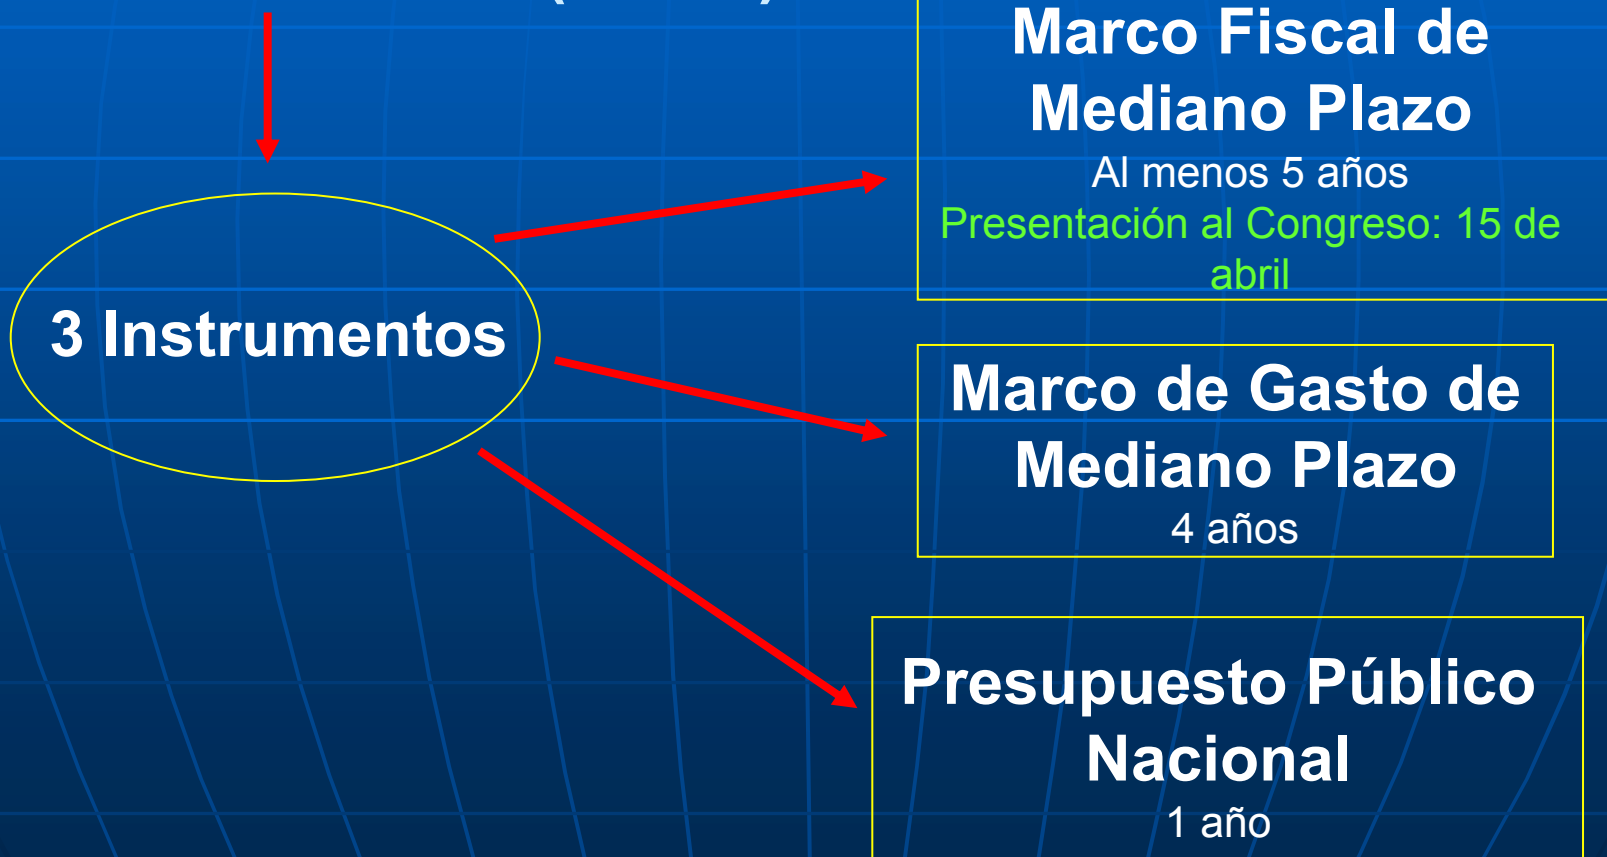 3 Instrumentos
Marco Fiscal de
Mediano Plazo
Al menos 5 años
Presentación al Congreso: 15 de
abril
Marco de Gasto de
Mediano Plazo
4 años
Presupuesto Público
Nacional
1 año